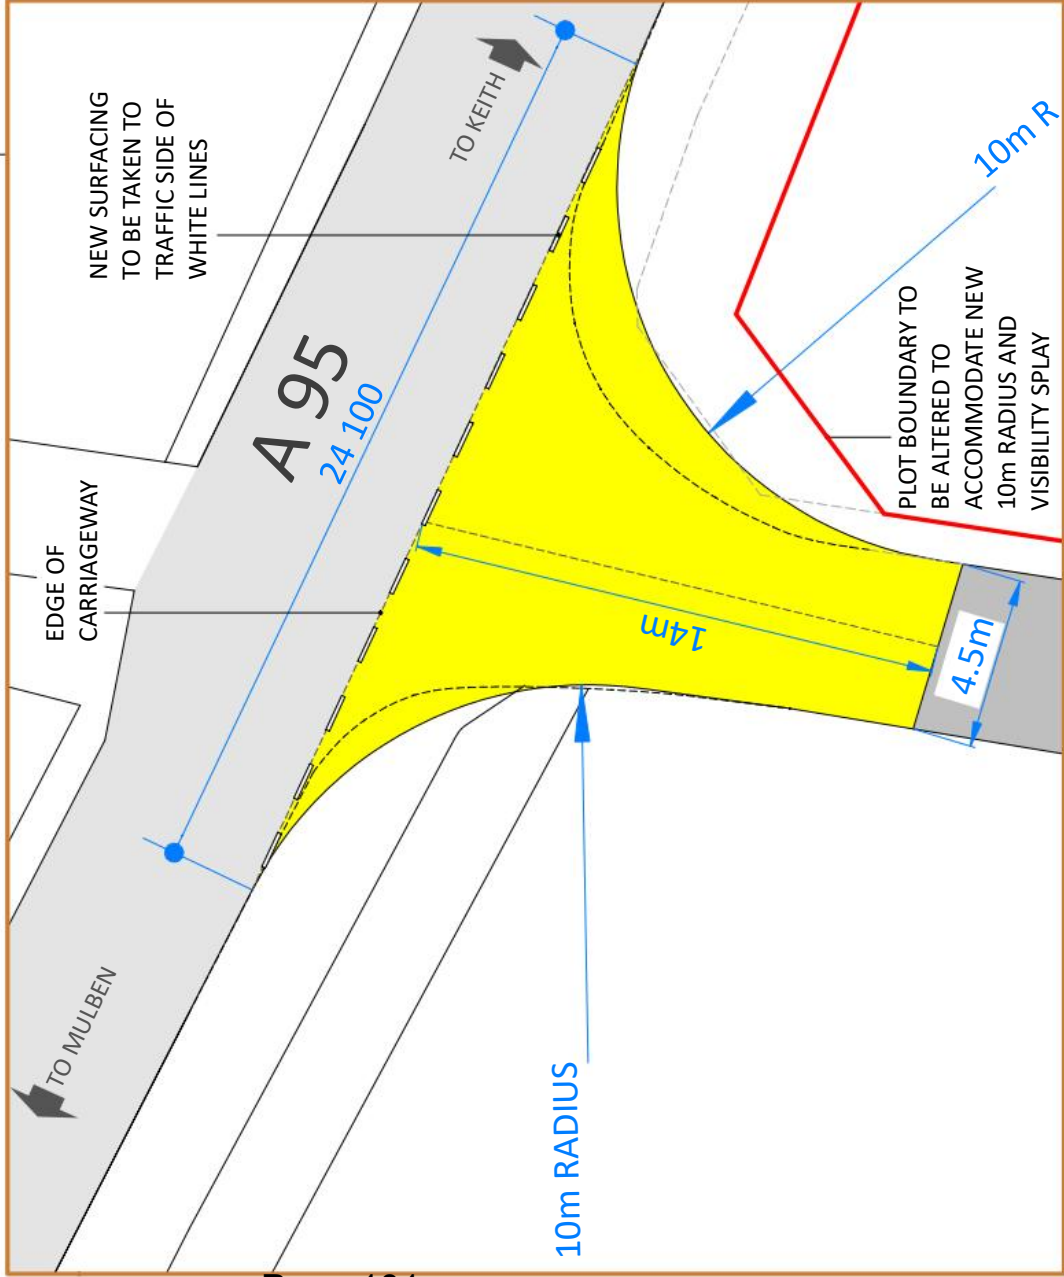 NEW SURFACING
TO BE TAKEN TO
TRAFFIC SIDE OF
WHITE LINES
TO KEITH
A 95
24 100
EDGE OF
CARRIAGEWAY
TO MULBEN
10m R
PLOT BOUNDARY TO
BE ALTERED TO
ACCOMMODATE NEW
10m RADIUS AND
VISIBILITY SPLAY
14m
4.5m
10m RADIUS